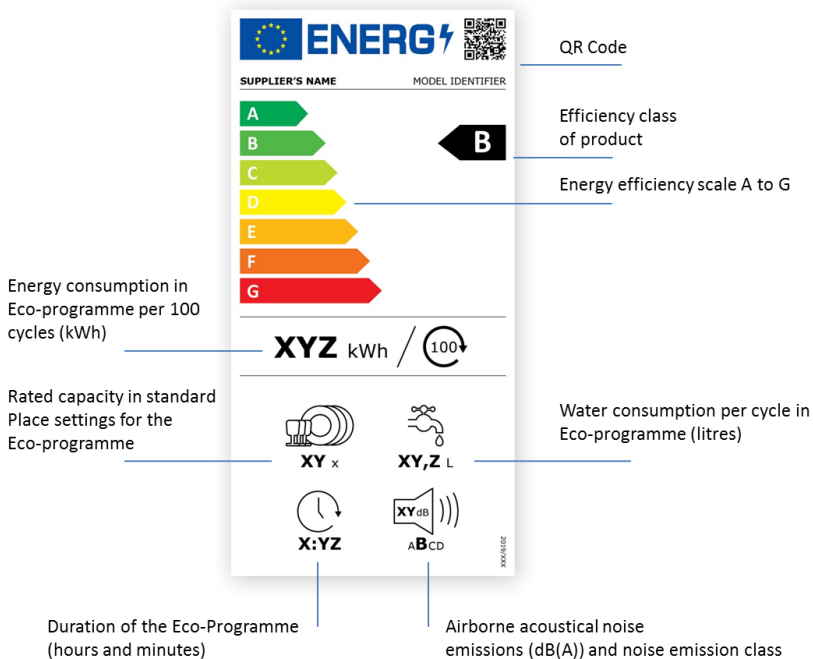 ENERG
QR Code
SUPPLIER'S NAME MODEL IDENTIFIER
A
B
C
D
E
F
G
B
Efficiency class
of product
Energy efficiency scale A to G
Energy consumption in
Eco-programme per 100
cycles (kWh)
XYZ kWh / 100
Rated capacity in standard
Place settings for the
Eco-programme
XY x
XY,Z L
Water consumption per cycle in
Eco-programme (litres)
X:YZ
XYdB
ABCD
2019/XXX
Duration of the Eco-Programme
(hours and minutes)
Airborne acoustical noise
emissions (dB(A)) and noise emission class